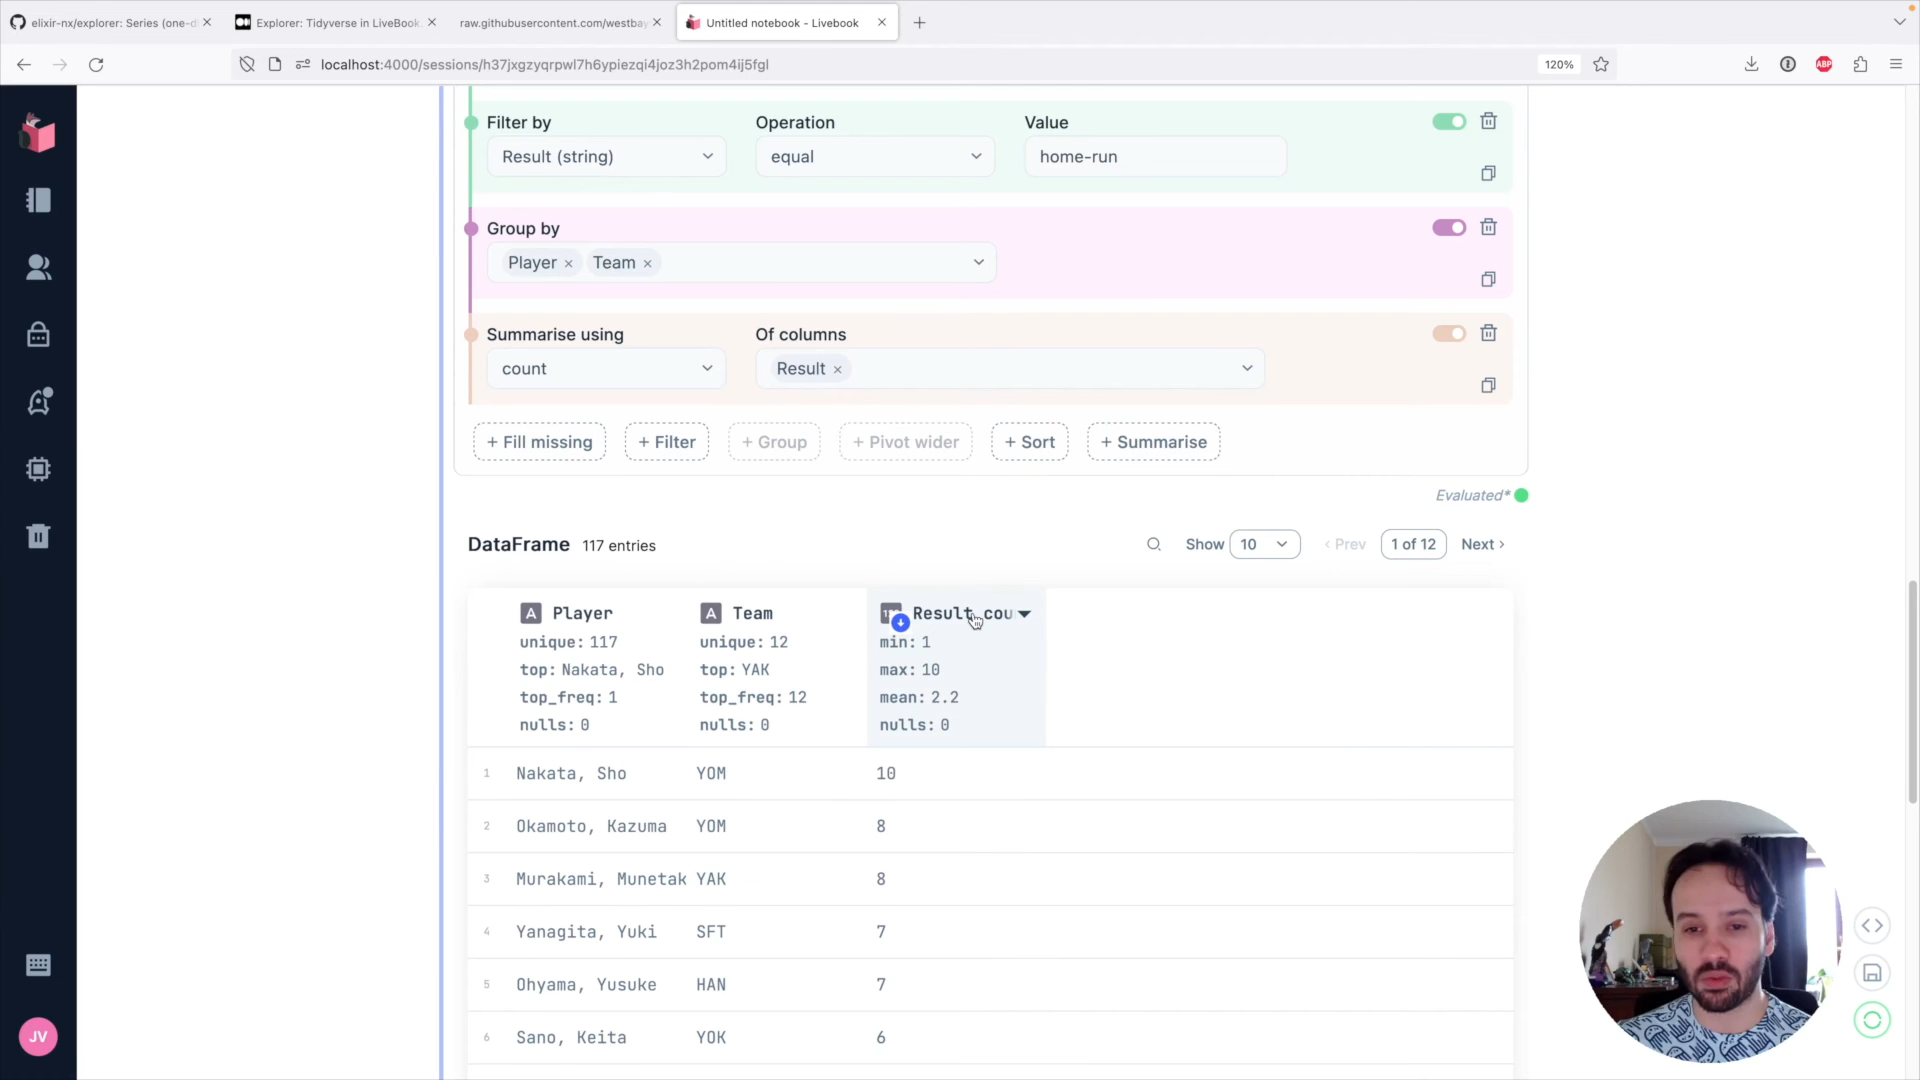 elixir-nx/explorer: Series (one-d
Explorer: Tidyverse in LiveBook
raw.githubusercontent.com/westbay
Untitled notebook - Livebook
localhost:4000/sessions/h37jxgzyqrpwl7h6ypiezqi4joz3h2pom4ij5fgl
120%
ABP
Filter by Operation Value
Result (string) equal home-run
Group by
Player × Team ×
Summarise using Of columns
count Result ×
+ Fill missing + Filter + Group + Pivot wider + Sort + Summarise
Evaluated*
DataFrame 117 entries Show 10 Prev 1 of 12 Next
A Player A Team Result_cou
unique: 117 unique: 12 min: 1
top: Nakata, Sho top: YAK max: 10
top_freq: 1 top_freq: 12 mean: 2.2
nulls: 0 nulls: 0 nulls: 0
1 Nakata, Sho YOM 10
2 Okamoto, Kazuma YOM 8
3 Murakami, Munetak YAK 8
4 Yanagita, Yuki SFT 7
5 Ohyama, Yusuke HAN 7
6 Sano, Keita YOK 6
JV